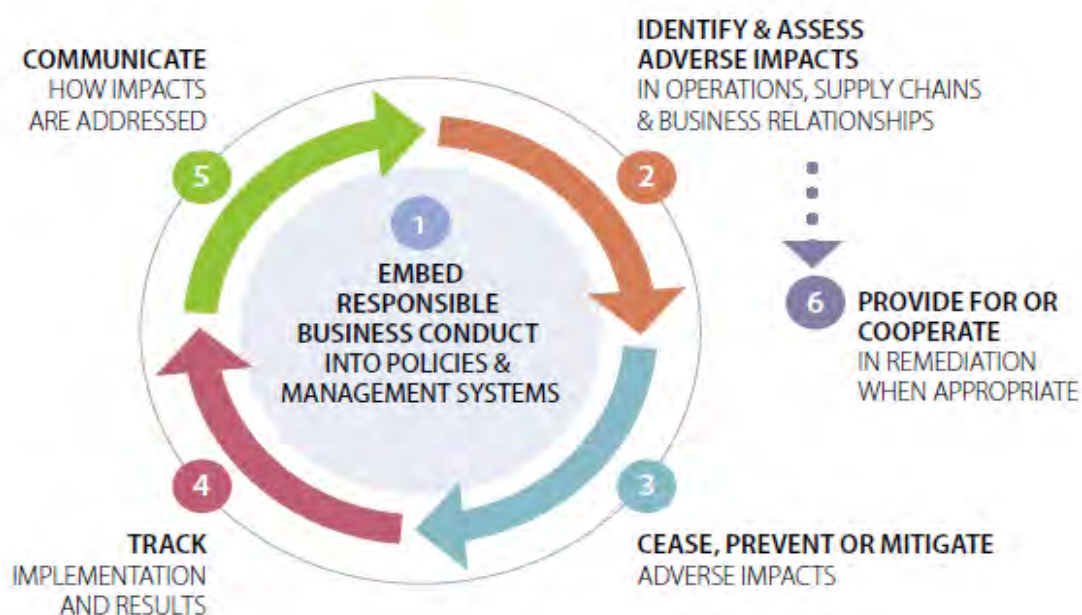 COMMUNICATE
HOW IMPACTS
ARE ADDRESSED
5
IDENTIFY & ASSESS
ADVERSE IMPACTS
IN OPERATIONS, SUPPLY CHAINS
& BUSINESS RELATIONSHIPS
2
1
EMBED
RESPONSIBLE
BUSINESS CONDUCT
INTO POLICIES &
MANAGEMENT SYSTEMS
6
PROVIDE FOR OR
COOPERATE
IN REMEDIATION
WHEN APPROPRIATE
4
TRACK
IMPLEMENTATION
AND RESULTS
3
CEASE, PREVENT OR MITIGATE
ADVERSE IMPACTS